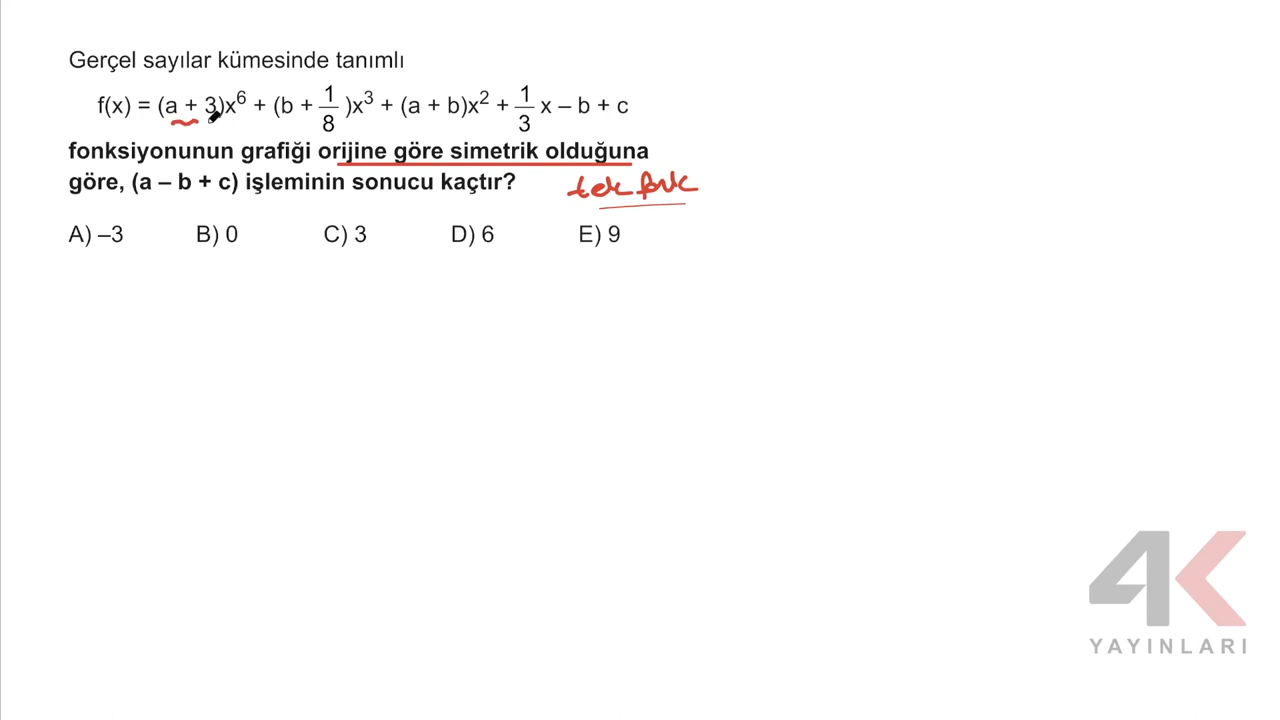 Gerçel sayılar kümesinde tanımlı
f(x) = (a + 3)x⁶ + (b + 1/8 )x³ + (a + b)x² + 1/3 x – b + c
fonksiyonunun grafiği orijine göre simetrik olduğuna
göre, (a – b + c) işleminin sonucu kaçtır?
tek fonk
A) –3 B) 0 C) 3 D) 6 E) 9
4K
YAYINLARI